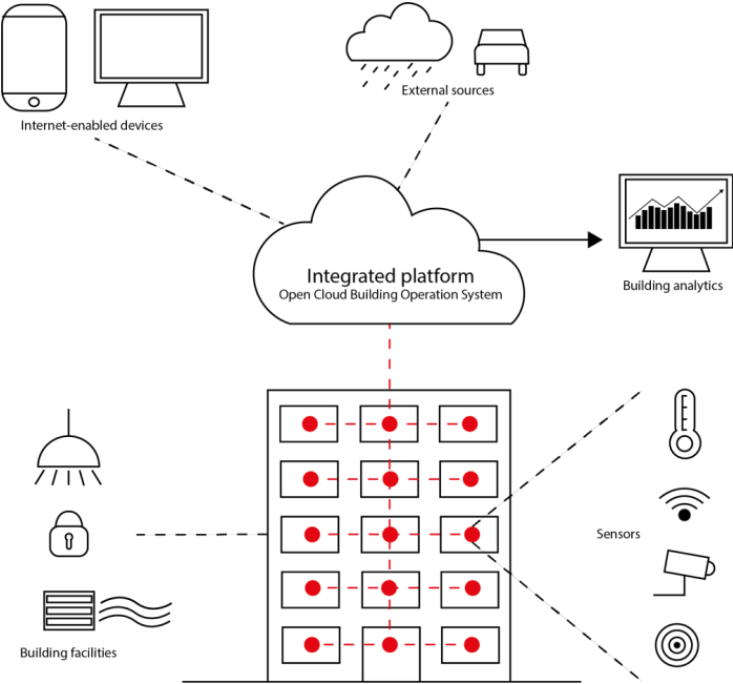 Internet-enabled devices
External sources
Integrated platform
Open Cloud Building Operation System
Building analytics
Sensors
Building facilities